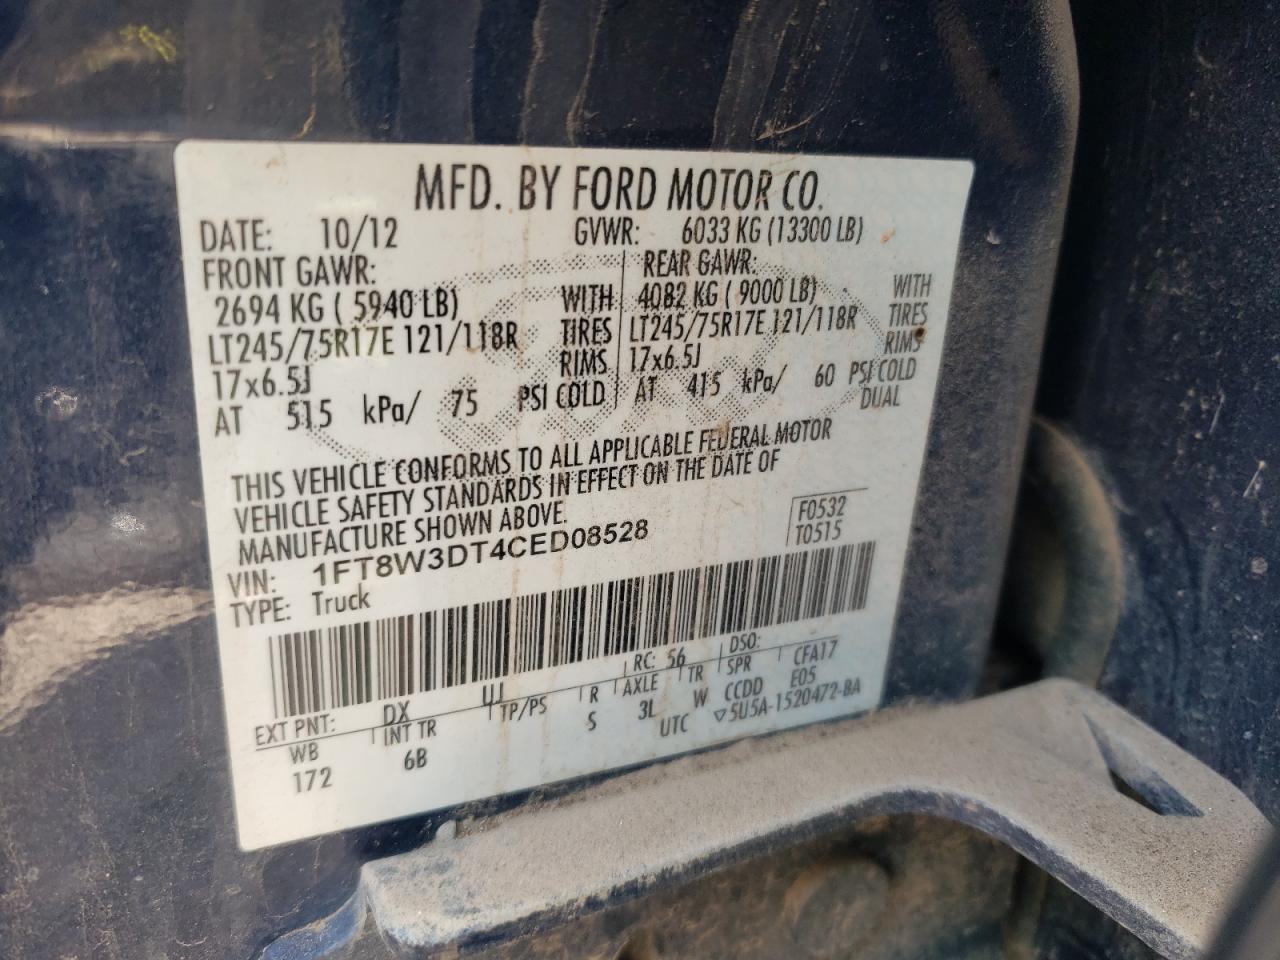 MFD. BY FORD MOTOR CO.
DATE: 10/12 GVWR: 6033 KG (13300 LB)
FRONT GAWR: REAR GAWR:
2694 KG ( 5940 LB) WITH 4082 KG ( 9000 LB) WITH
LT245/75R17E 121/118R TIRES LT245/75R17E 121/118R TIRES
17x6.5J RIMS 17x6.5J RIMS
AT 515 kPa/ 75 PSI COLD AT 415 kPa/ 60 PSI COLD
DUAL
THIS VEHICLE CONFORMS TO ALL APPLICABLE FEDERAL MOTOR
VEHICLE SAFETY STANDARDS IN EFFECT ON THE DATE OF
MANUFACTURE SHOWN ABOVE.
F0532
VIN: 1FT8W3DT4CED08528 T0515
TYPE: Truck
EXT PNT: DX UJ RC: 56 DSO:
WB INT TR TP/PS R AXLE TR SPR CFA17
172 6B S 3L W CCDD E05
UTC ▽5U5A-1520472-BA